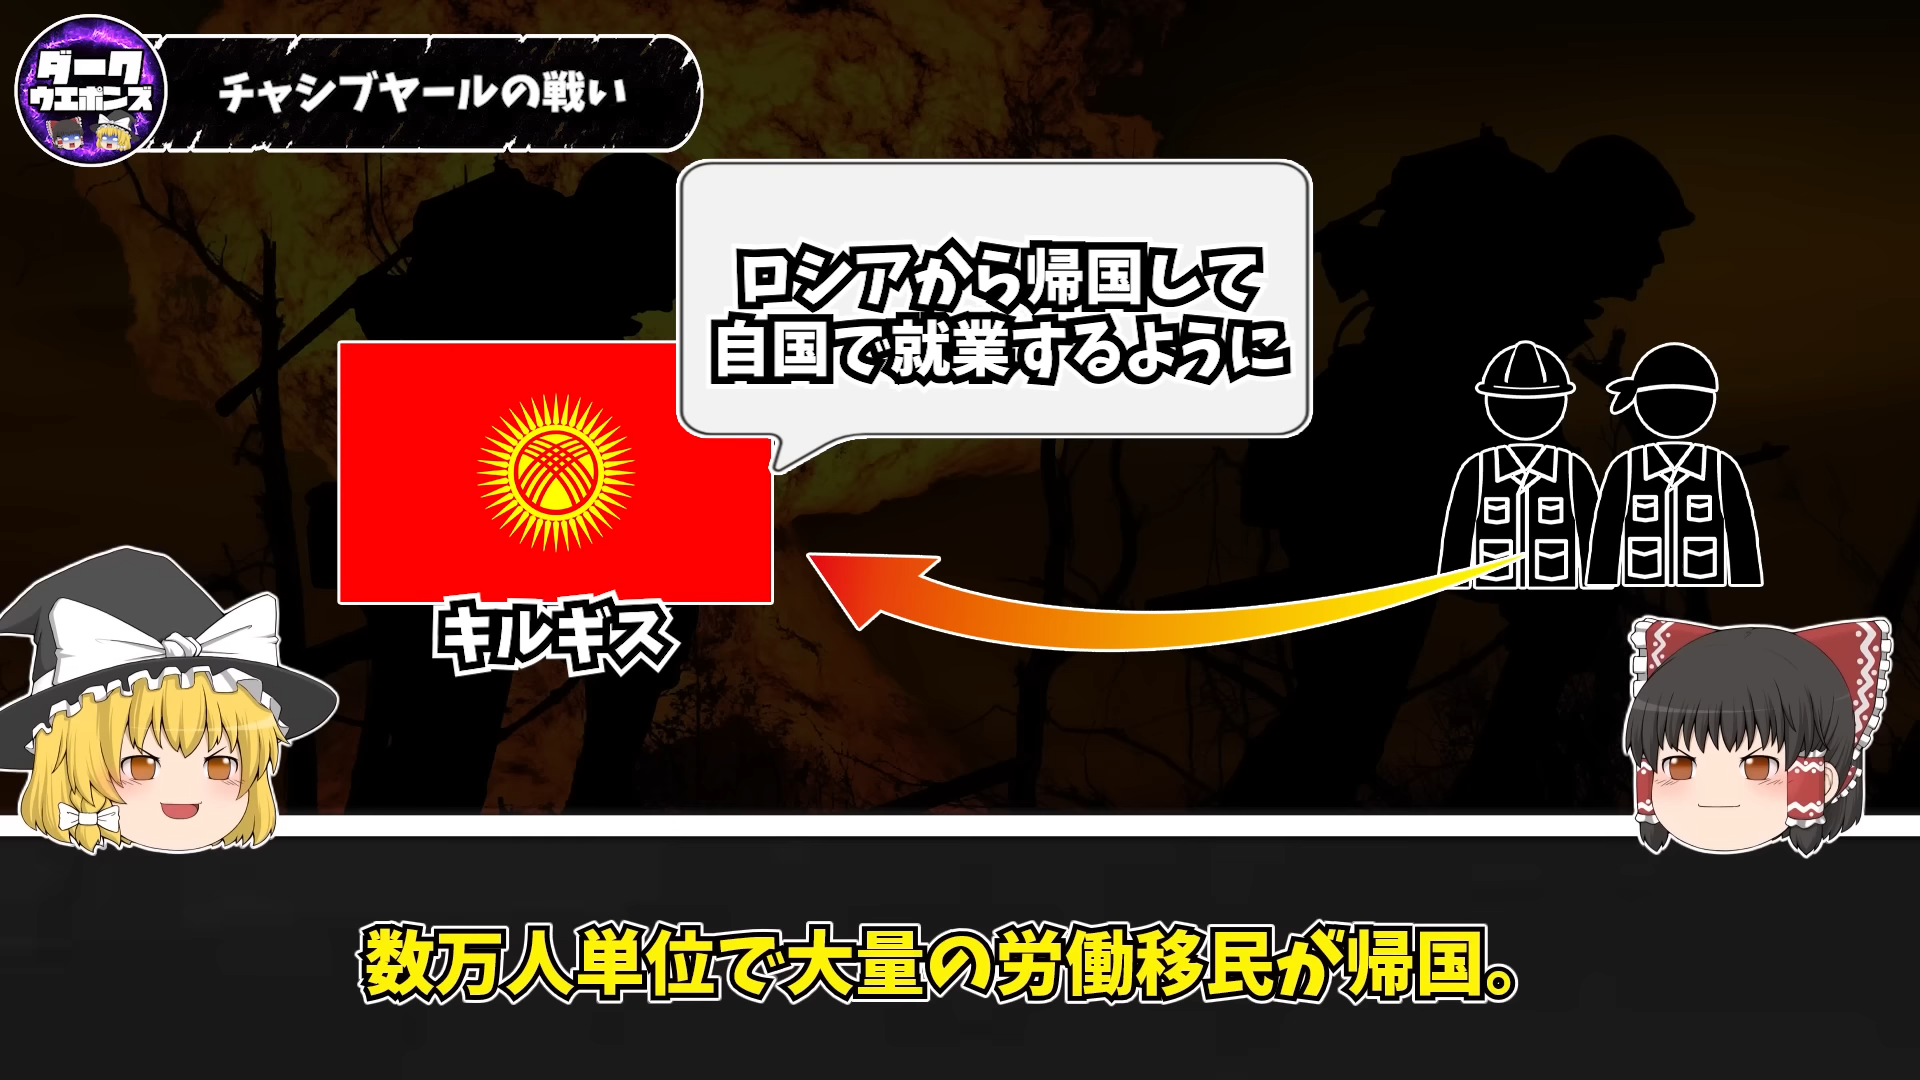 ダーク
ウエポンズ
チャシブヤールの戦い
ロシアから帰国して
自国で就業するように
キルギス
数万人単位で大量の労働移民が帰国。